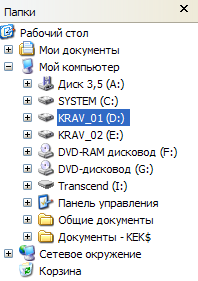 Папки
Рабочий стол
Мои документы
Мой компьютер
Диск 3,5 (A:)
SYSTEM (C:)
KRAV_01 (D:)
KRAV_02 (E:)
DVD-RAM дисковод (F:)
DVD-дисковод (G:)
Transcend (I:)
Панель управления
Общие документы
Документы - KEK$
Сетевое окружение
Корзина